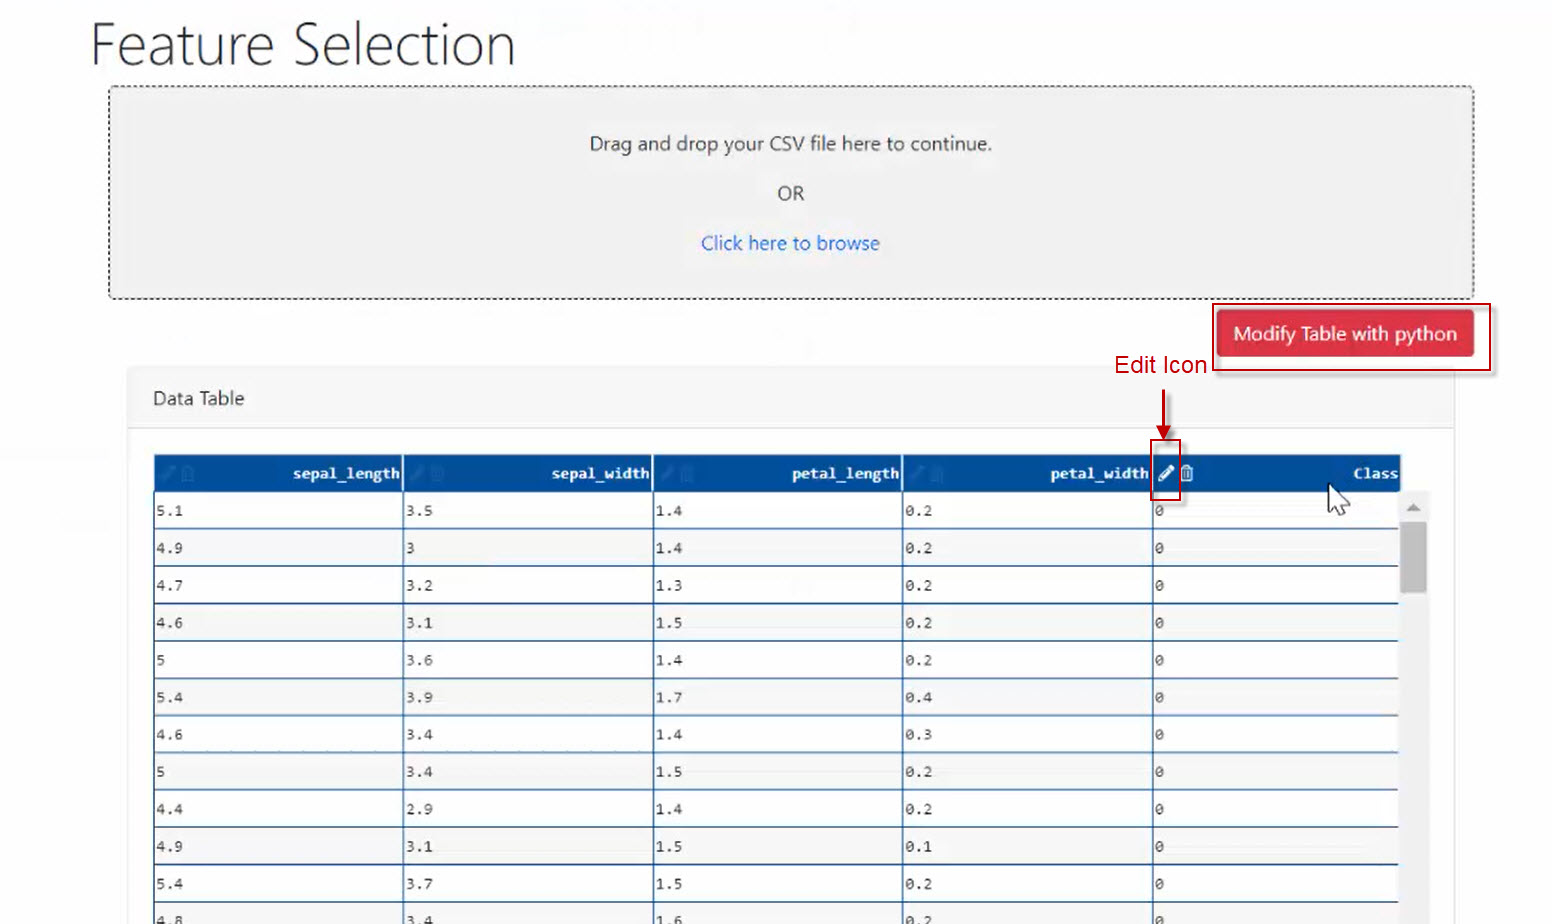 Feature Selection
Drag and drop your CSV file here to continue.
OR
Click here to browse
Modify Table with python
Edit Icon
Data Table
sepal_length sepal_width petal_length petal_width Class
5.1 3.5 1.4 0.2 0
4.9 3 1.4 0.2 0
4.7 3.2 1.3 0.2 0
4.6 3.1 1.5 0.2 0
5 3.6 1.4 0.2 0
5.4 3.9 1.7 0.4 0
4.6 3.4 1.4 0.3 0
5 3.4 1.5 0.2 0
4.4 2.9 1.4 0.2 0
4.9 3.1 1.5 0.1 0
5.4 3.7 1.5 0.2 0
4.8 3.4 1.6 0.2 0